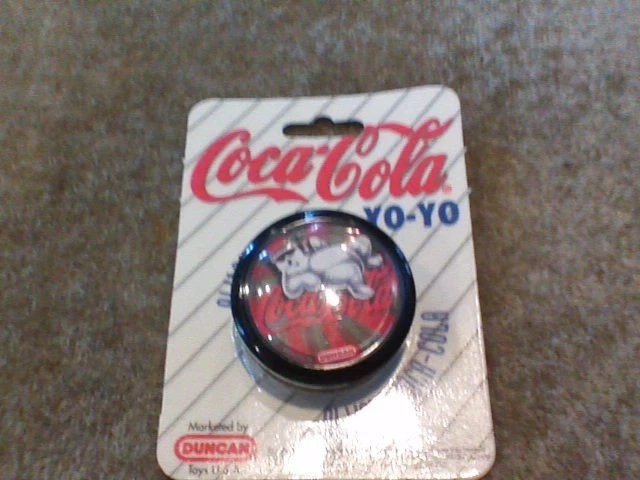 Coca-Cola
YO-YO
Coca-Cola
DUNCAN
Marketed by
DUNCAN
Toys U.S.A.